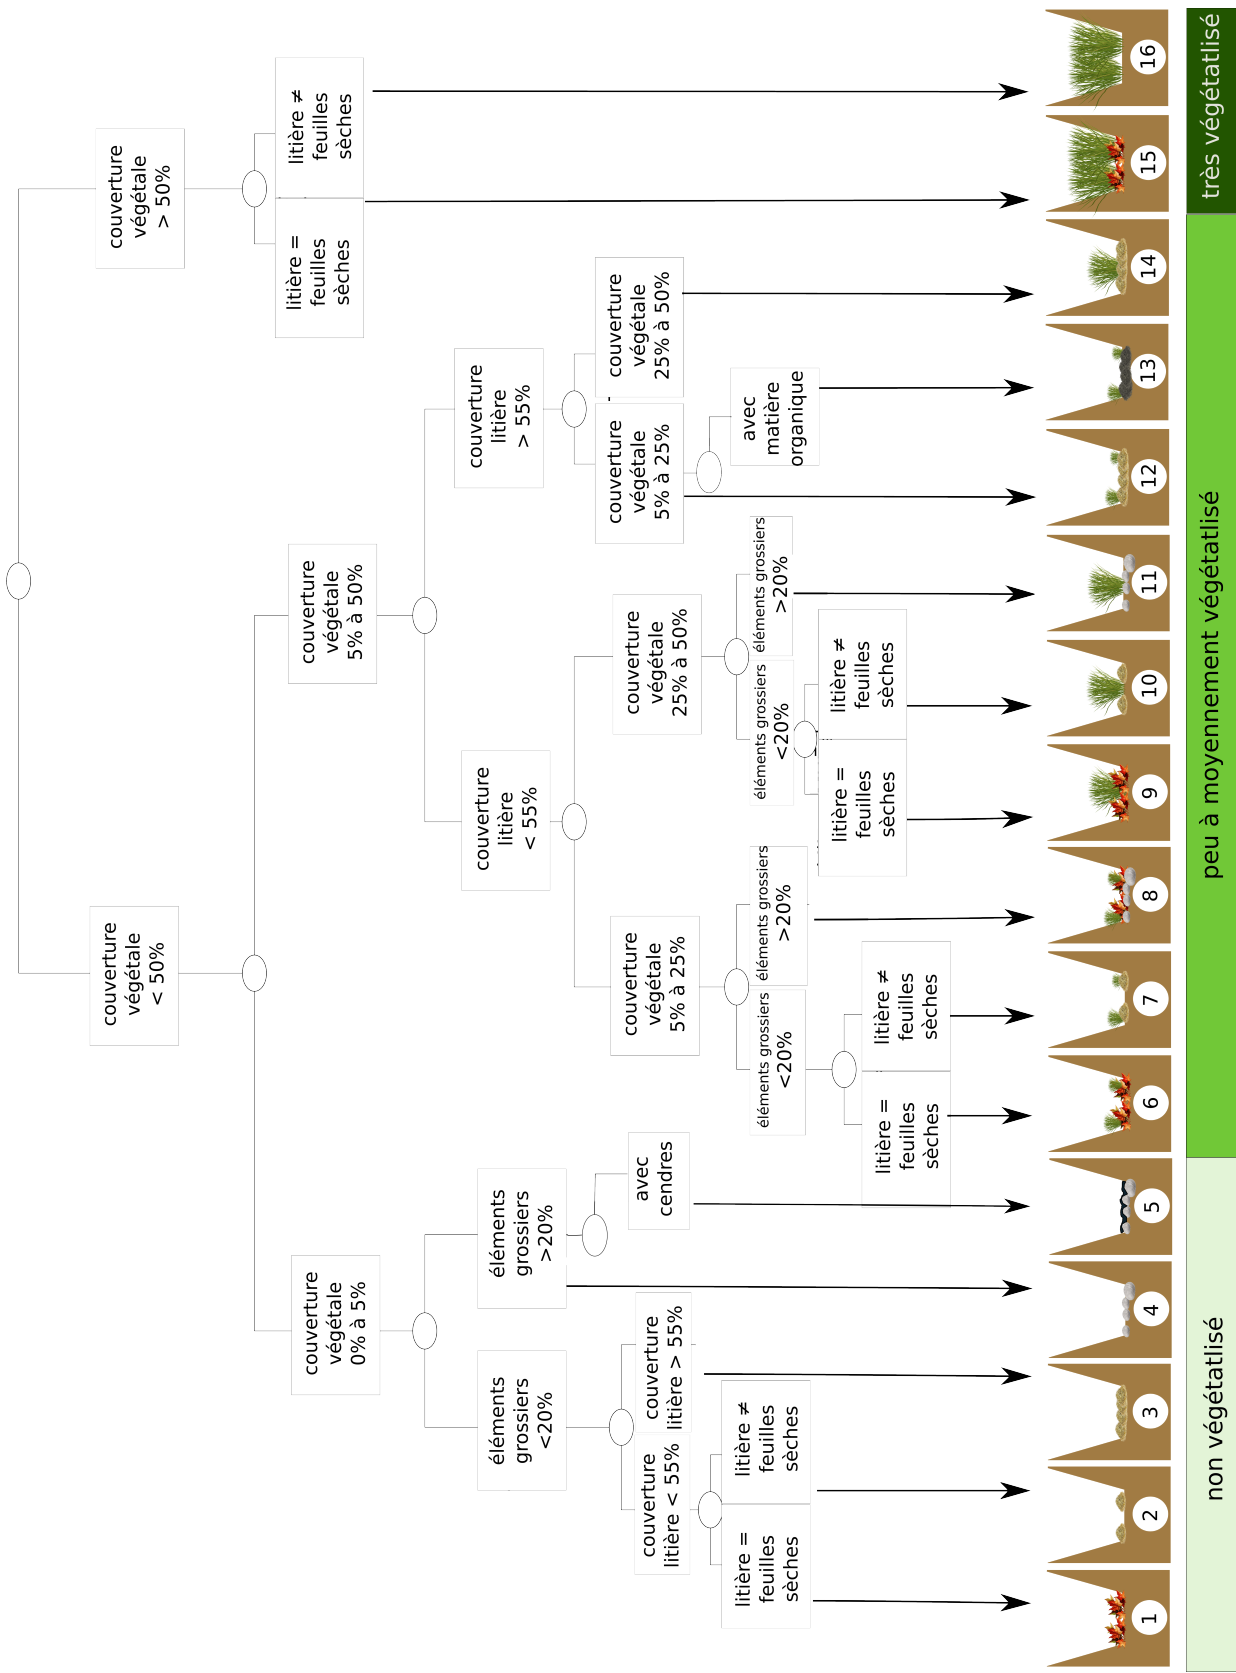 couverture
végétale
< 50%
couverture
végétale
> 50%
couverture
végétale
0% à 5%
couverture
végétale
5% à 50%
litière =
feuilles
sèches
litière ≠
feuilles
sèches
éléments
grossiers
<20%
éléments
grossiers
>20%
couverture
litière
< 55%
couverture
litière
> 55%
couverture
litière < 55%
couverture
litière > 55%
avec
cendres
couverture
végétale
5% à 25%
couverture
végétale
25% à 50%
couverture
végétale
5% à 25%
couverture
végétale
25% à 50%
litière =
feuilles
sèches
litière ≠
feuilles
sèches
éléments grossiers
<20%
éléments grossiers
>20%
éléments grossiers
<20%
éléments grossiers
>20%
avec
matière
organique
litière =
feuilles
sèches
litière ≠
feuilles
sèches
litière =
feuilles
sèches
litière ≠
feuilles
sèches
1
2
3
4
5
6
7
8
9
10
11
12
13
14
15
16
non végétatlisé
peu à moyennement végétatlisé
très végétatlisé